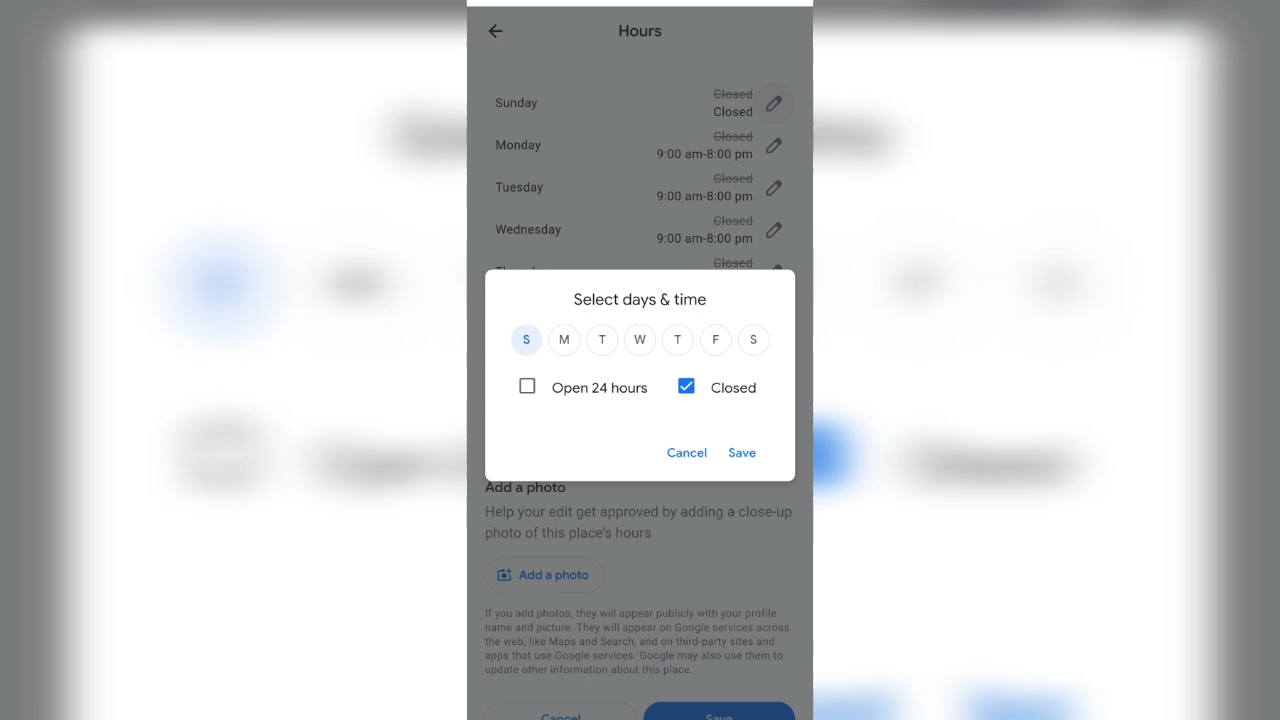 Hours
Sunday
Closed
Closed
Monday
Closed
9:00 am-8:00 pm
Tuesday
Closed
9:00 am-8:00 pm
Wednesday
Closed
9:00 am-8:00 pm
Closed
Select days & time
S M T W T F S
Open 24 hours Closed
Cancel Save
Add a photo
Help your edit get approved by adding a close-up
photo of this place's hours
Add a photo
If you add photos, they will appear publicly with your profile
name and picture. They will appear on Google services across
the web, like Maps and Search, and on third-party sites and
apps that use Google services. Google may also use them to
update other information about this place.
Cancel Save